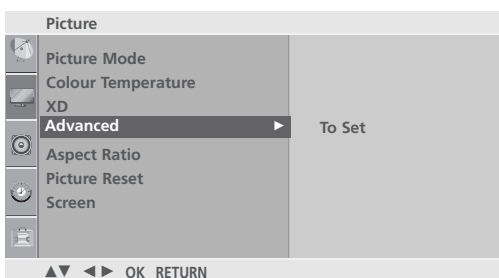 Picture
Picture Mode
Colour Temperature
XD
Advanced ► To Set
Aspect Ratio
Picture Reset
Screen
▲▼ ◄► OK RETURN